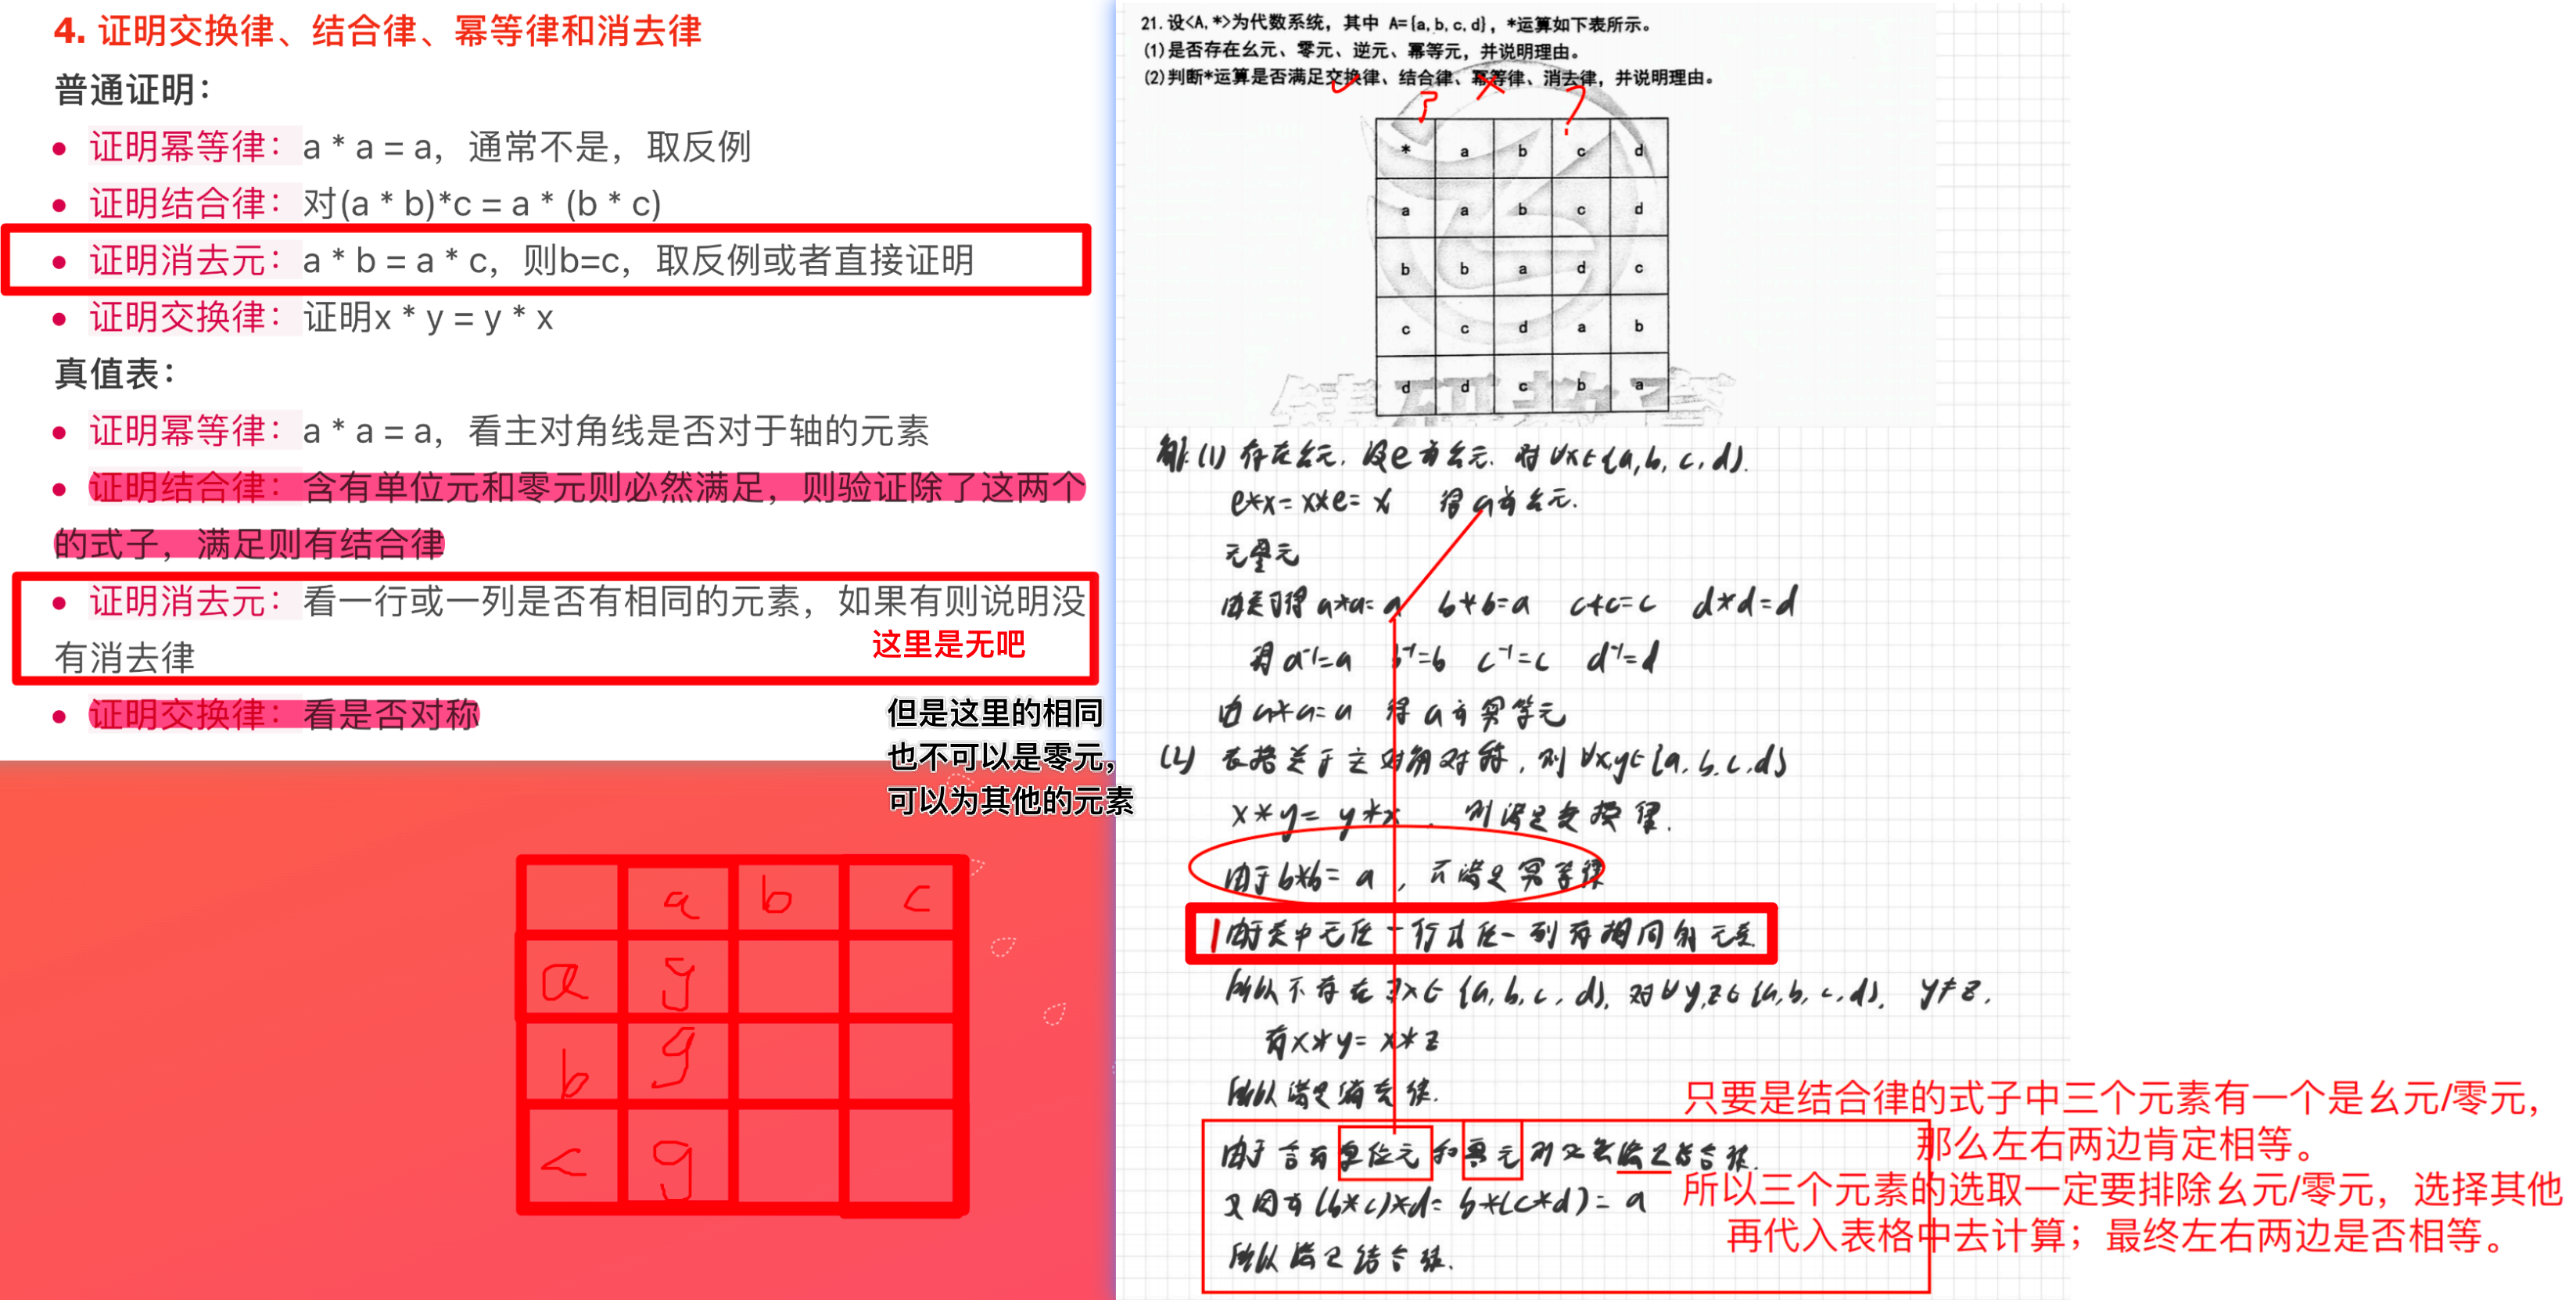 4. 证明交换律、结合律、幂等律和消去律
普通证明：
• 证明幂等律：a * a = a，通常不是，取反例
• 证明结合律：对(a * b)*c = a * (b * c)
• 证明消去元：a * b = a * c，则b=c，取反例或者直接证明
• 证明交换律：证明x * y = y * x
真值表：
• 证明幂等律：a * a = a，看主对角线是否对于轴的元素
• 证明结合律：含有单位元和零元则必然满足，则验证除了这两个
的式子，满足则有结合律
• 证明消去元：看一行或一列是否有相同的元素，如果有则说明没
有消去律
这里是无吧
• 证明交换律：看是否对称
但是这里的相同
也不可以是零元，
可以为其他的元素
a b c
a y
b y
c y
21. 设<A, *>为代数系统，其中 A={a, b, c, d}，*运算如下表所示。
(1)是否存在幺元、零元、逆元、幂等元，并说明理由。
(2)判断*运算是否满足交换律、结合律、幂等律、消去律，并说明理由。
? ?
* a b c d
a a b c d
b b a d c
c c d a b
d d c b a
解:(1) 存在幺元. 设e为幺元. 对∀x∈{a, b, c, d}.
e*x = x*e = x 得 a为幺元.
无零元
由表可得 a*a=a b*b=a c*c=c d*d=d
得 a⁻¹=a b⁻¹=b c⁻¹=c d⁻¹=d
由 a*a=a 得 a为幂等元
(2) 表格关于主对角对称，则 ∀x,y∈{a, b, c, d}
x*y = y*x ，则满足交换律.
由于 b*b = a ，不满足幂等律
由于表中无任一行或任一列有相同的元素
所以不存在 ∃x∈{a, b, c, d}, 对∀y,z∈{a, b, c, d}, y≠z,
有x*y = x*z
所以满足消去律.
由于含有单位元和零元则必然满足结合律.
又因为 (b*c)*d = b*(c*d) = a
所以满足结合律.
只要是结合律的式子中三个元素有一个是幺元/零元，
那么左右两边肯定相等。
所以三个元素的选取一定要排除幺元/零元，选择其他
再代入表格中去计算；最终左右两边是否相等。